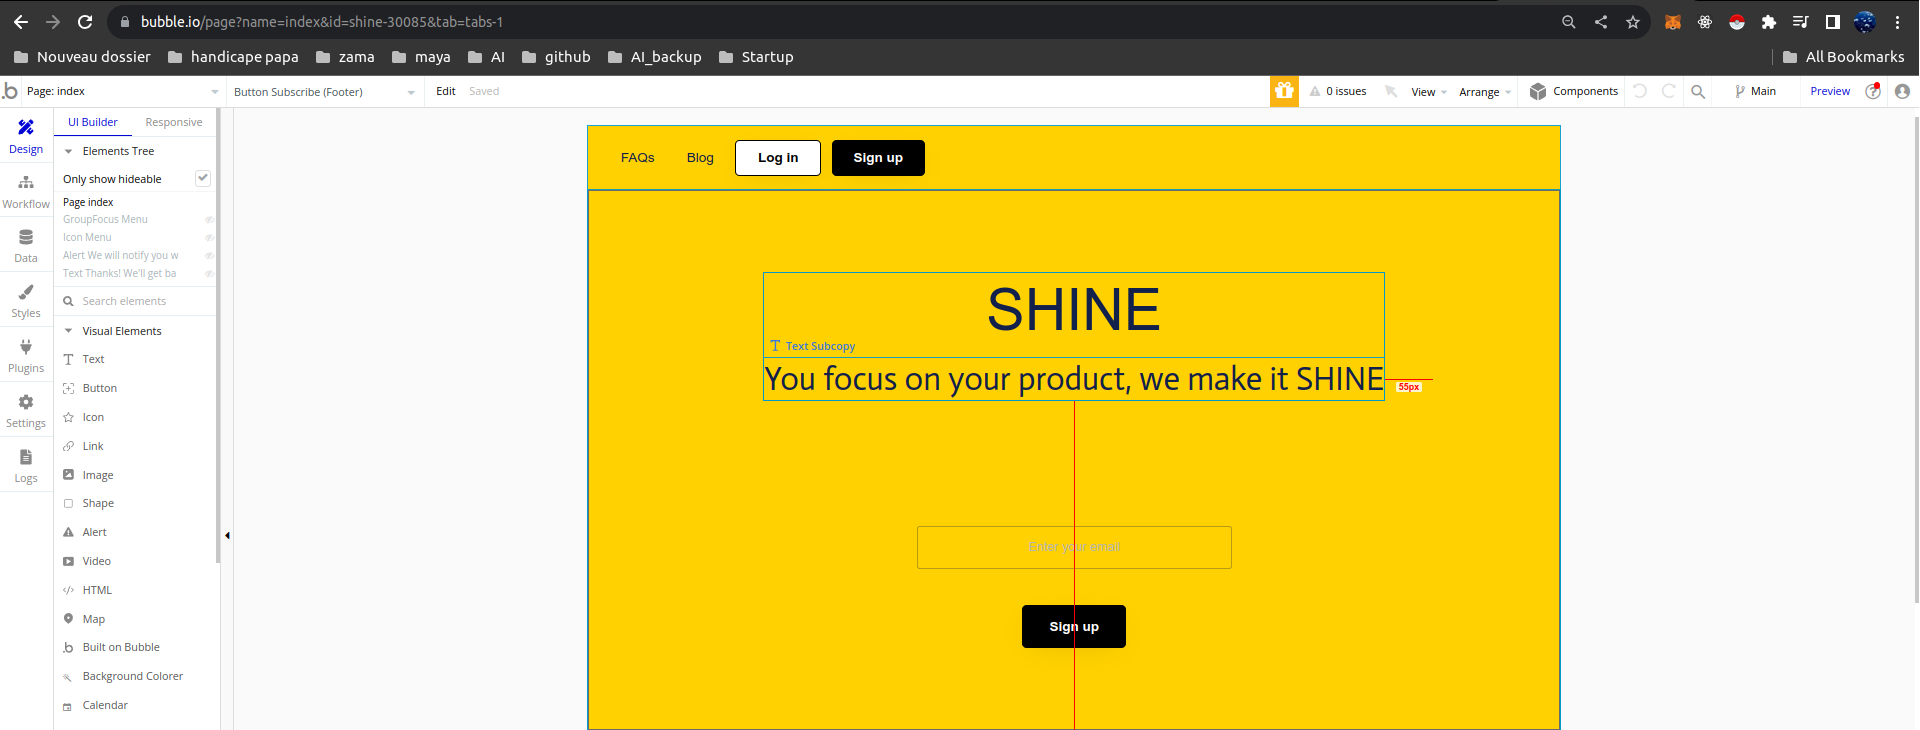 bubble.io/page?name=index&id=shine-30085&tab=tabs-1
Nouveau dossier handicape papa zama maya AI github AI_backup Startup All Bookmarks
.b Page: index Button Subscribe (Footer) Edit Saved 0 issues View Arrange Components Main Preview
UI Builder Responsive
Design
Elements Tree
Only show hideable
Workflow
Page index
GroupFocus Menu
Icon Menu
Data
Alert We will notify you w
Text Thanks! We'll get ba
Search elements
Styles
Visual Elements
Text
Plugins
Button
Icon
Settings
Link
Image
Logs
Shape
Alert
Video
HTML
Map
Built on Bubble
Background Colorer
Calendar
FAQs Blog Log in Sign up
SHINE
Text Subcopy
You focus on your product, we make it SHINE
55px
Enter your email
Sign up